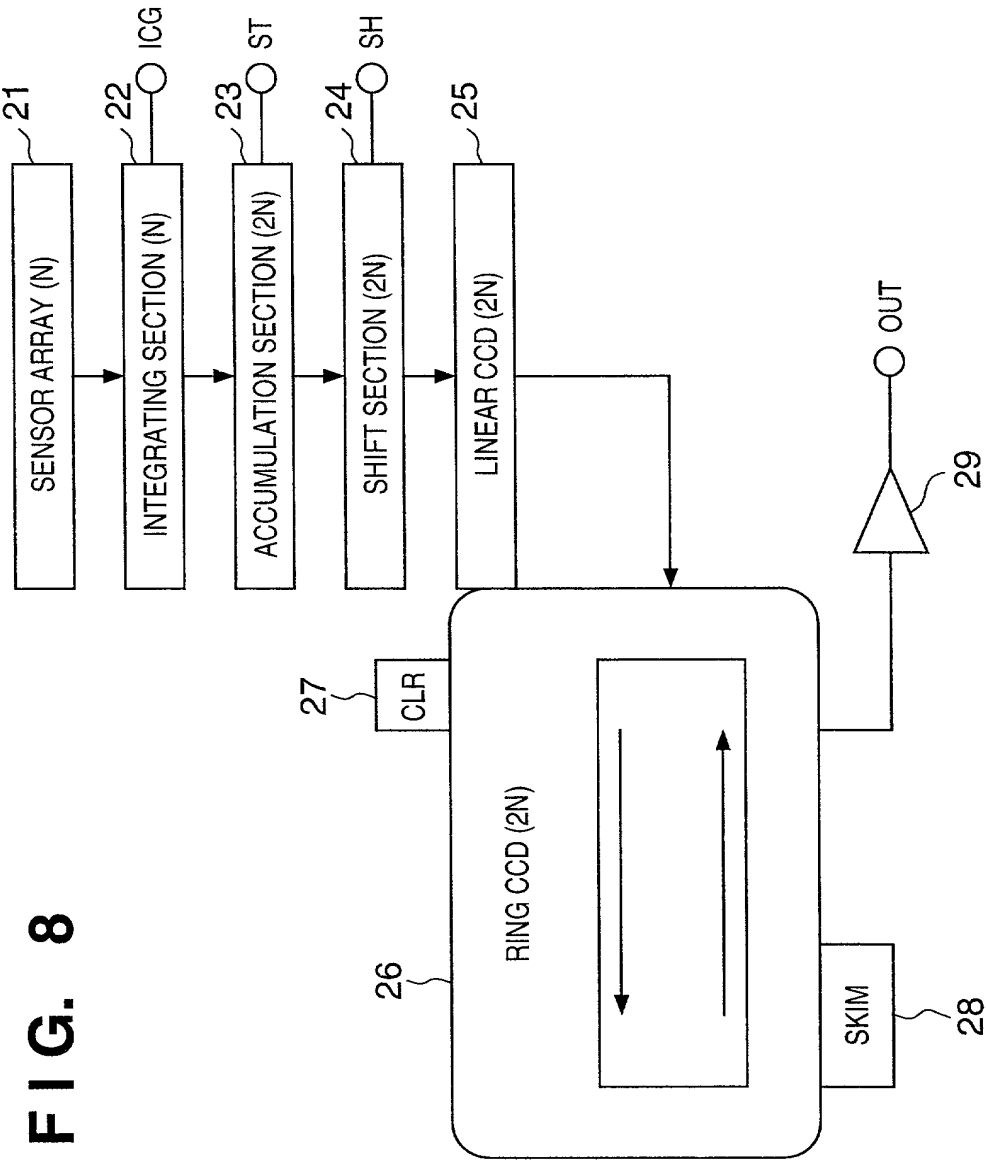 FIG. 8
21
SENSOR ARRAY (N)
22
INTEGRATING SECTION (N)
ICG
23
ACCUMULATION SECTION (2N)
ST
24
SHIFT SECTION (2N)
SH
25
LINEAR CCD (2N)
26
RING CCD (2N)
27
CLR
28
SKIM
29
OUT